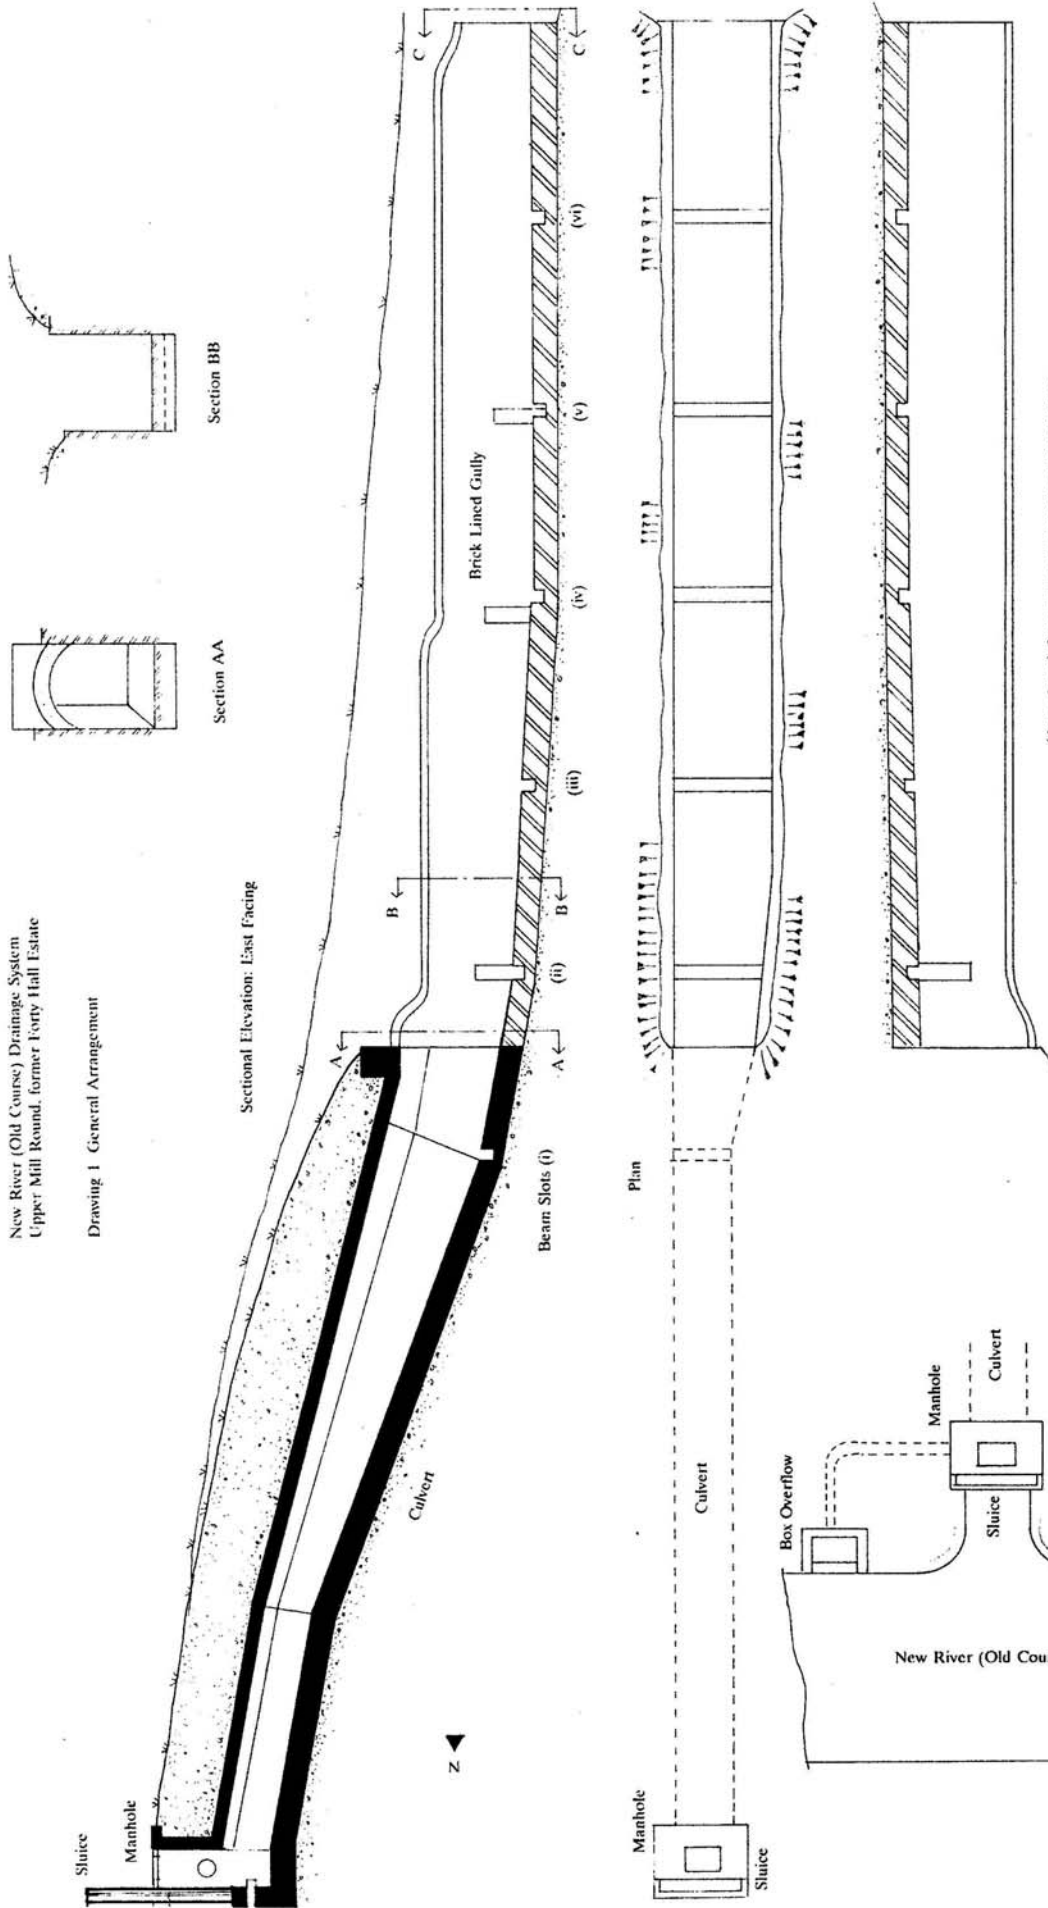 New River (Old Course) Drainage System
Upper Mill Round, former Forty Hall Estate
Drawing 1 General Arrangement
Section AA
Section BB
Sectional Elevation: East Facing
Sluice
Manhole
Culvert
Beam Slots (i)
(ii)
(iii)
(iv)
(v)
(vi)
Brick Lined Gully
A
A
B
B
C
C
N
Plan
Manhole
Sluice
Culvert
Box Overflow
Manhole
Culvert
Sluice
New River (Old